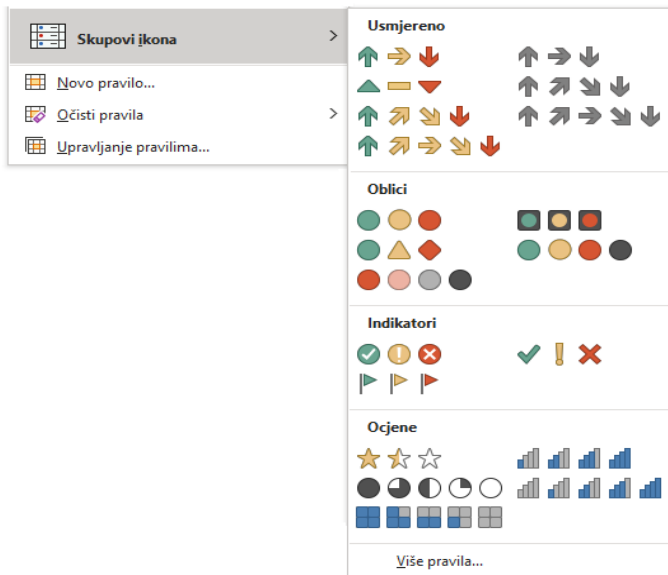 Skupovi ikona
Novo pravilo...
Očisti pravila
Upravljanje pravilima...
Usmjereno
Oblici
Indikatori
Ocjene
Više pravila...